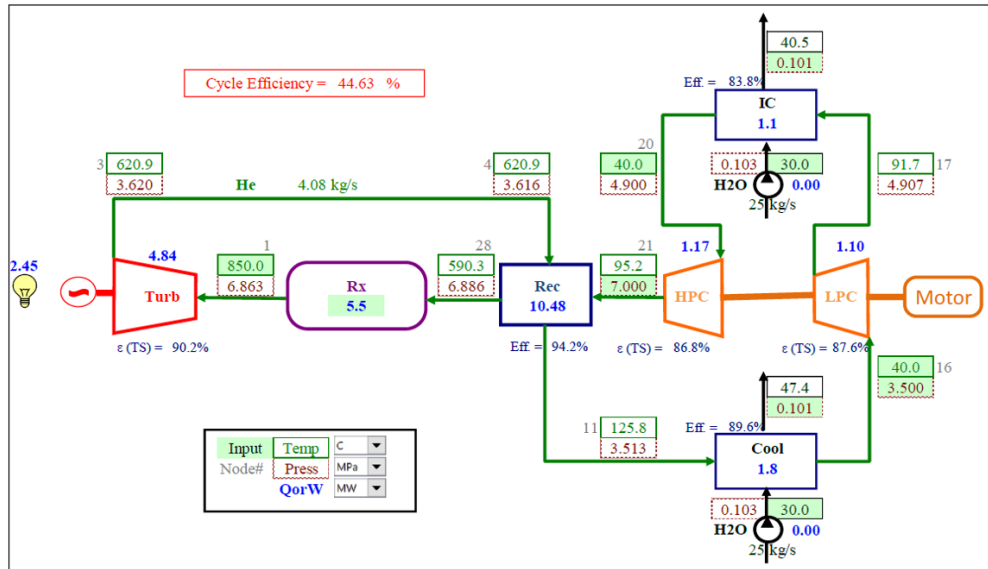 Cycle Efficiency = 44.63 %
40.5
0.101
Eff. = 83.8%
IC
1.1
20
40.0
4.900
0.103
30.0
H2O
0.00
25 kg/s
91.7
17
4.907
3
620.9
3.620
He
4.08 kg/s
4
620.9
3.616
2.45
4.84
Turb
ε (TS) = 90.2%
1
850.0
6.863
Rx
5.5
28
590.3
6.886
Rec
10.48
Eff. = 94.2%
21
95.2
7.000
1.17
HPC
ε (TS) = 86.8%
1.10
LPC
ε (TS) = 87.6%
Motor
40.0
16
3.500
47.4
0.101
Eff. = 89.6%
Cool
1.8
11
125.8
3.513
0.103
30.0
H2O
0.00
25 kg/s
Input Temp C
Node# Press MPa
QorW MW